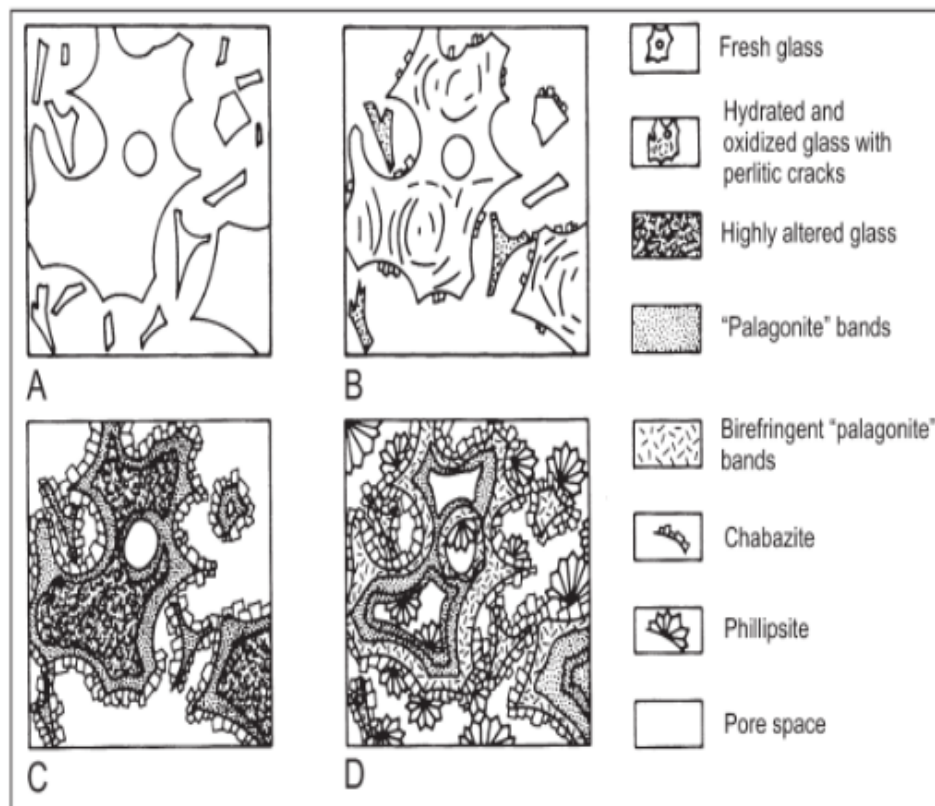 A
B
C
D
Fresh glass
Hydrated and
oxidized glass with
perlitic cracks
Highly altered glass
“Palagonite” bands
Birefringent “palagonite”
bands
Chabazite
Phillipsite
Pore space